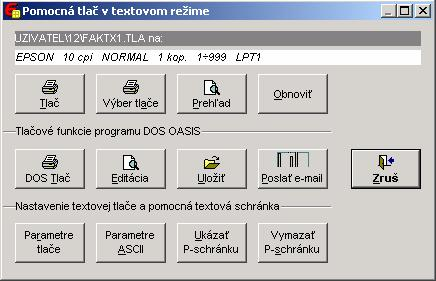 Pomocná tlač v textovom režime
UZIVATEL\12\FAKTX1.TLA na:
EPSON 10 cpi NORMAL 1 kop. 1÷999 LPT1
Tlač Výber tlače Prehľad Obnoviť
Tlačové funkcie programu DOS OASIS
DOS Tlač Editácia Uložiť Poslať e-mail Zruš
Nastavenie textovej tlače a pomocná textová schránka
Parametre Parametre Ukázať Vymazať
tlače ASCII P-schránku P-schránku